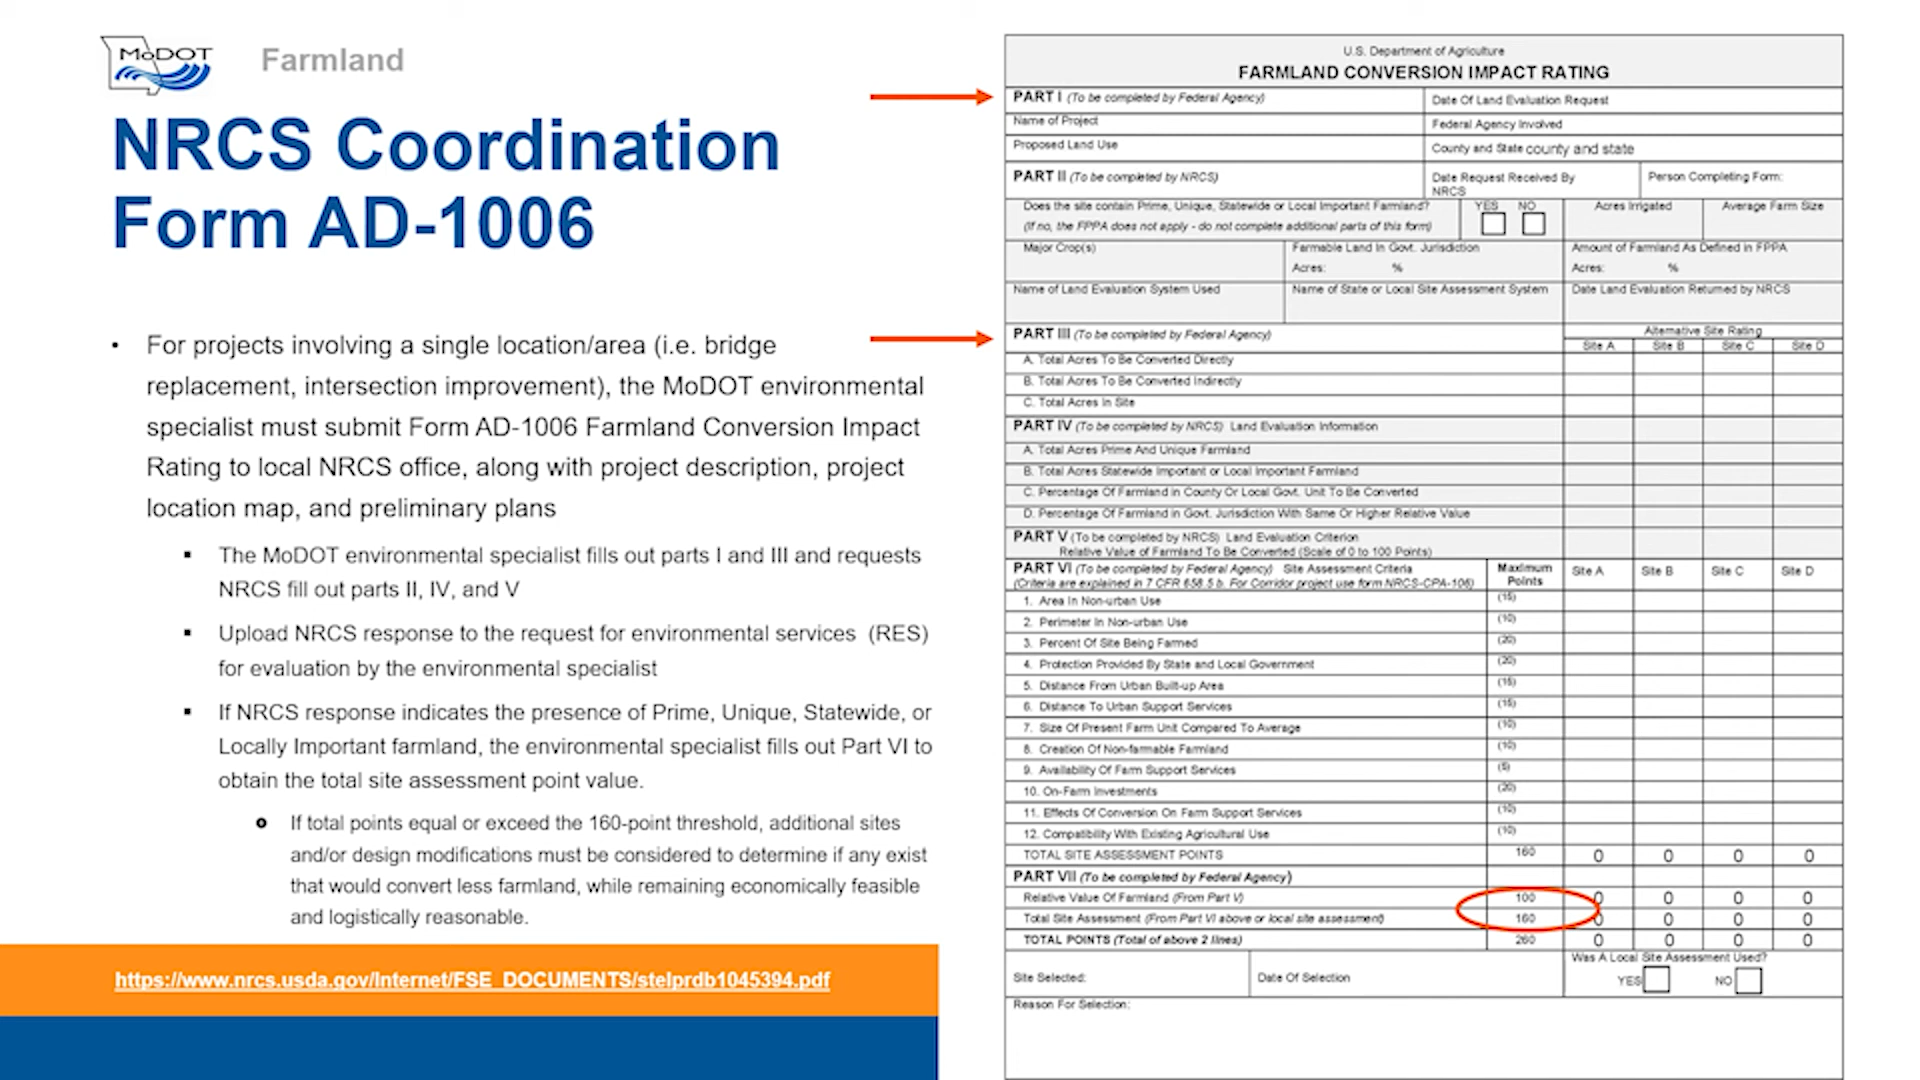 MoDOT
Farmland
NRCS Coordination
Form AD-1006
• For projects involving a single location/area (i.e. bridge
replacement, intersection improvement), the MoDOT environmental
specialist must submit Form AD-1006 Farmland Conversion Impact
Rating to local NRCS office, along with project description, project
location map, and preliminary plans
▪ The MoDOT environmental specialist fills out parts I and III and requests
NRCS fill out parts II, IV, and V
▪ Upload NRCS response to the request for environmental services (RES)
for evaluation by the environmental specialist
▪ If NRCS response indicates the presence of Prime, Unique, Statewide, or
Locally Important farmland, the environmental specialist fills out Part VI to
obtain the total site assessment point value.
o If total points equal or exceed the 160-point threshold, additional sites
and/or design modifications must be considered to determine if any exist
that would convert less farmland, while remaining economically feasible
and logistically reasonable.
https://www.nrcs.usda.gov/Internet/FSE_DOCUMENTS/stelprdb1045394.pdf
U.S. Department of Agriculture
FARMLAND CONVERSION IMPACT RATING
PART I (To be completed by Federal Agency) Date Of Land Evaluation Request
Name of Project Federal Agency Involved
Proposed Land Use County and State county and state
PART II (To be completed by NRCS) Date Request Received By NRCS Person Completing Form:
Does the site contain Prime, Unique, Statewide or Local Important Farmland? YES NO Acres Irrigated Average Farm Size
(If no, the FPPA does not apply - do not complete additional parts of this form)
Major Crop(s) Farmable Land In Govt. Jurisdiction Amount of Farmland As Defined in FPPA
Acres: % Acres: %
Name of Land Evaluation System Used Name of State or Local Site Assessment System Date Land Evaluation Returned by NRCS
PART III (To be completed by Federal Agency) Alternative Site Rating
Site A Site B Site C Site D
A. Total Acres To Be Converted Directly
B. Total Acres To Be Converted Indirectly
C. Total Acres In Site
PART IV (To be completed by NRCS) Land Evaluation Information
A. Total Acres Prime And Unique Farmland
B. Total Acres Statewide Important or Local Important Farmland
C. Percentage Of Farmland in County Or Local Govt. Unit To Be Converted
D. Percentage Of Farmland in Govt. Jurisdiction With Same Or Higher Relative Value
PART V (To be completed by NRCS) Land Evaluation Criterion
Relative Value of Farmland To Be Converted (Scale of 0 to 100 Points)
PART VI (To be completed by Federal Agency) Site Assessment Criteria Maximum Points Site A Site B Site C Site D
(Criteria are explained in 7 CFR 658.5 b. For Corridor project use form NRCS-CPA-106)
1. Area In Non-urban Use (15)
2. Perimeter In Non-urban Use (10)
3. Percent Of Site Being Farmed (20)
4. Protection Provided By State and Local Government (20)
5. Distance From Urban Built-up Area (15)
6. Distance To Urban Support Services (15)
7. Size Of Present Farm Unit Compared To Average (10)
8. Creation Of Non-farmable Farmland (10)
9. Availability Of Farm Support Services (5)
10. On-Farm Investments (20)
11. Effects Of Conversion On Farm Support Services (10)
12. Compatibility With Existing Agricultural Use (10)
TOTAL SITE ASSESSMENT POINTS 160 0 0 0 0
PART VII (To be completed by Federal Agency)
Relative Value Of Farmland (From Part V) 100 0 0 0 0
Total Site Assessment (From Part VI above or local site assessment) 160 0 0 0 0
TOTAL POINTS (Total of above 2 lines) 260 0 0 0 0
Was A Local Site Assessment Used?
Site Selected: Date Of Selection YES NO
Reason For Selection: